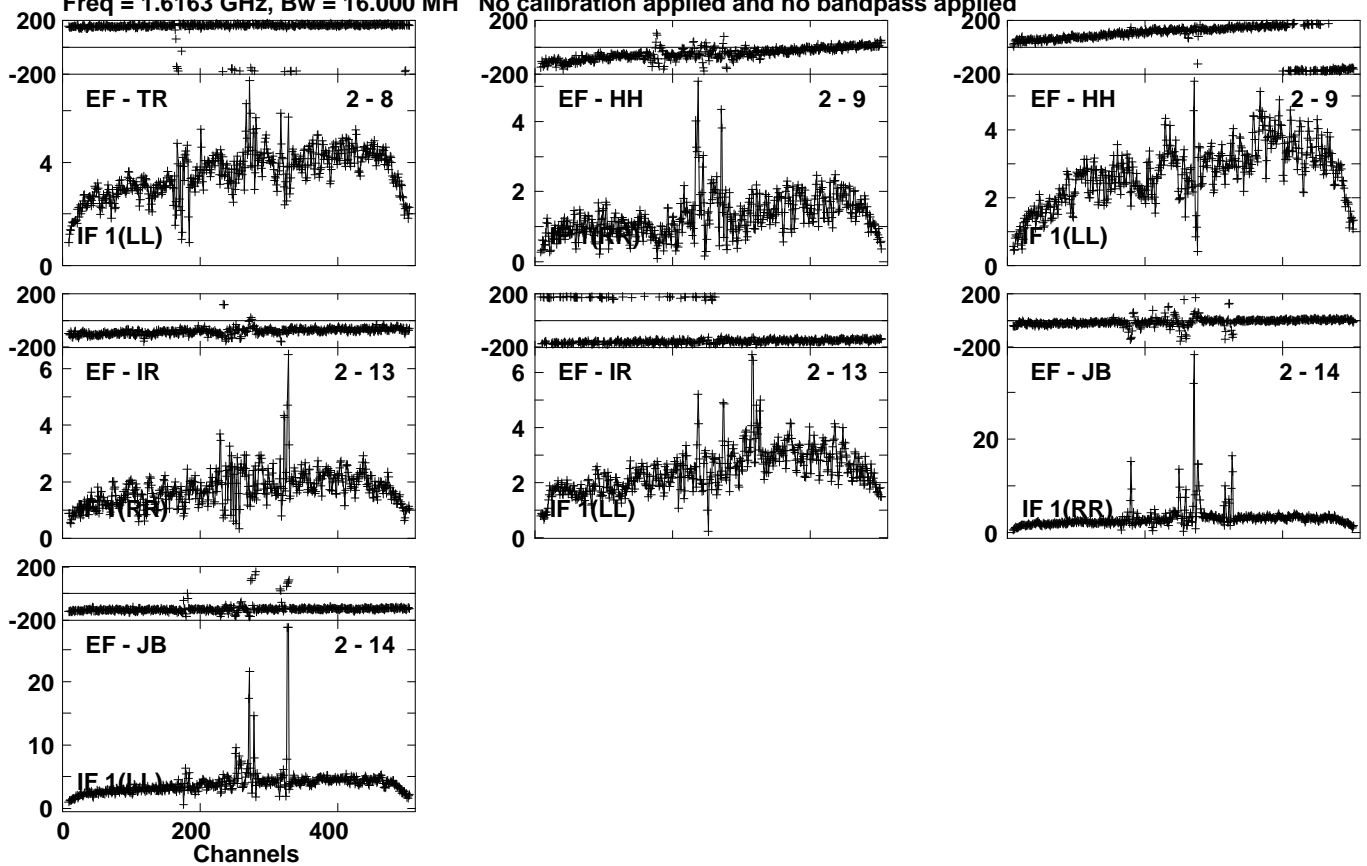 Freq = 1.6163 GHz, Bw = 16.000 MH No calibration applied and no bandpass applied
200
-200
EF - TR 2 - 8
4
0
IF 1(LL)
EF - HH 2 - 9
4
2
0
IF 1(RR)
200
-200
EF - HH 2 - 9
4
2
0
IF 1(LL)
200
-200
EF - IR 2 - 13
6
4
2
0
IF 1(RR)
200
-200
EF - IR 2 - 13
6
4
2
0
IF 1(LL)
200
-200
EF - JB 2 - 14
20
0
IF 1(RR)
200
-200
EF - JB 2 - 14
20
10
0
IF 1(LL)
0 200 400
Channels
200
-200